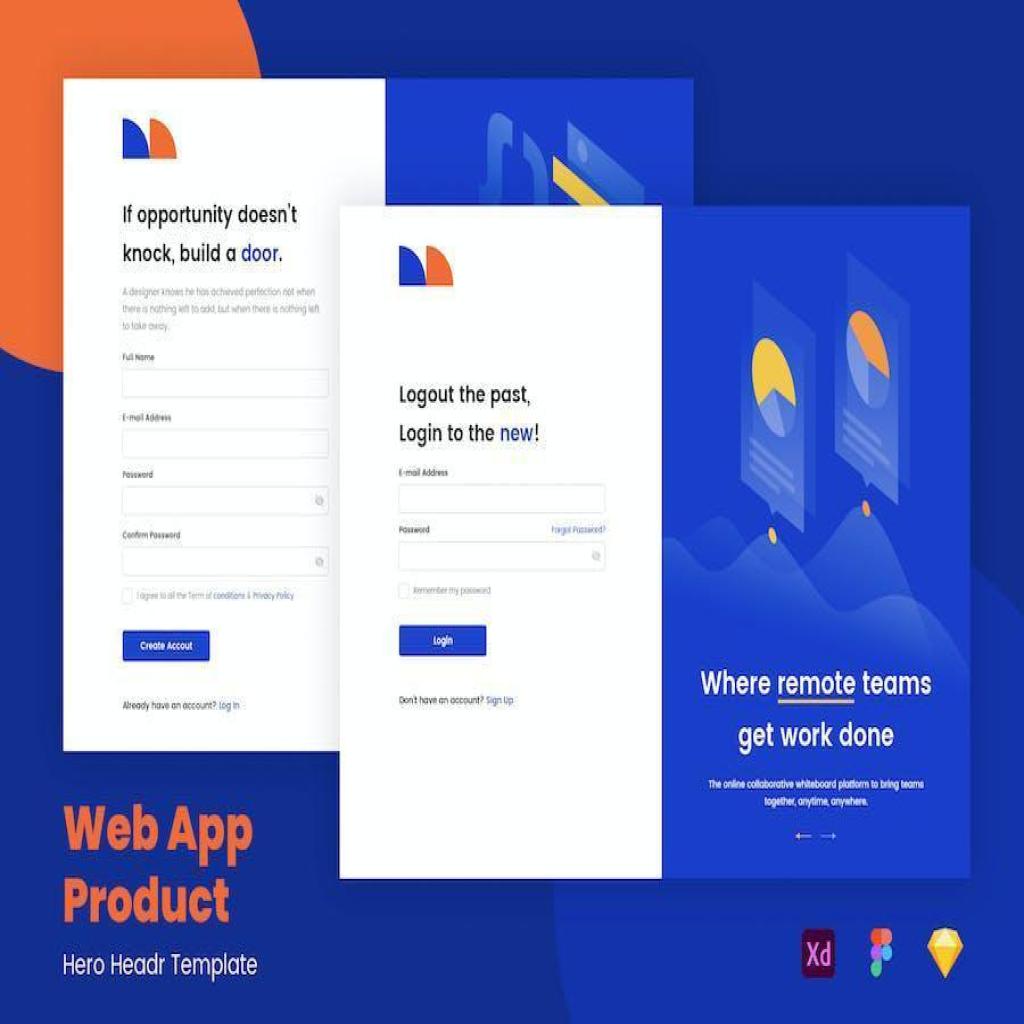 If opportunity doesn't
knock, build a door.
A designer knows he has achieved perfection not when
there is nothing left to add, but when there is nothing left
to take away.
Full Name
E-mail Address
Password
Confirm Password
I agree to all the Term of conditions & Privacy Policy
Create Accout
Already have an account? Log In
Logout the past,
Login to the new!
E-mail Address
Password Forgot Password?
Remember my password
Login
Don't have an account? Sign Up
Where remote teams
get work done
The online collaborative whiteboard platform to bring teams
together, anytime, anywhere.
Web App
Product
Hero Headr Template
Xd